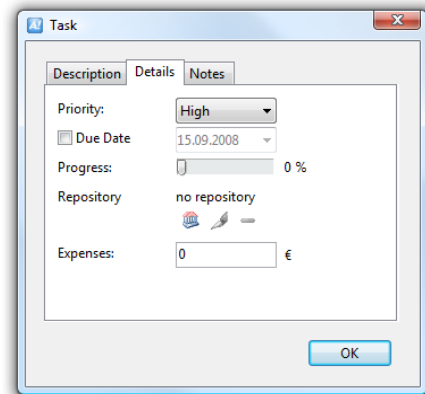 Task
Description Details Notes
Priority: High
Due Date 15.09.2008
Progress: 0 %
Repository no repository
Expenses: 0 €
OK